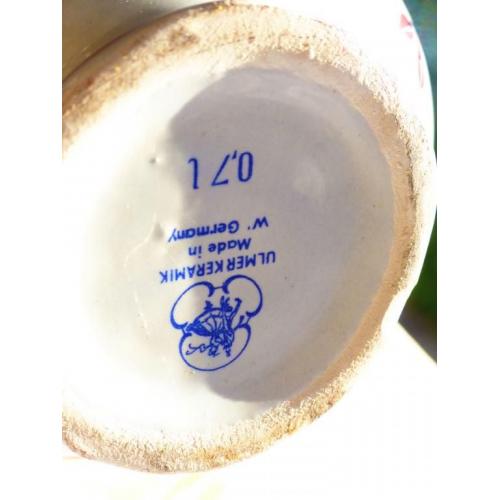 ULMER KERAMIK
Made in
W' Germany
0,7 l